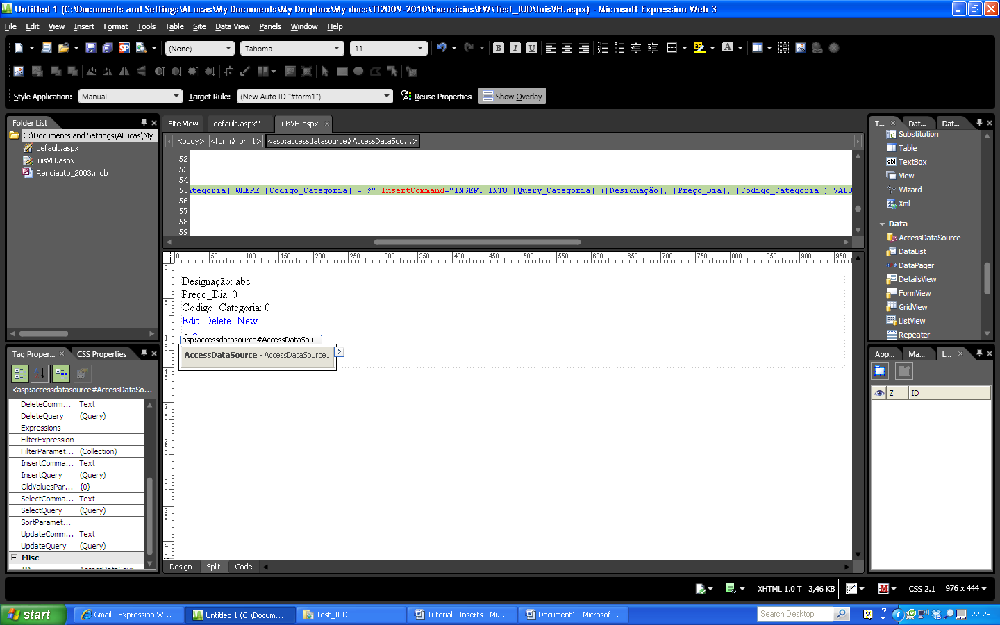 Untitled 1 (C:\Documents and Settings\ALucas\My Documents\My Dropbox\My docs\TI2009-2010\Exercícios\EW\Test_IUD\luisVH.aspx) - Microsoft Expression Web 3
File Edit View Insert Format Tools Table Site Data View Panels Window Help
(None) Tahoma 11 B I U
Style Application: Manual Target Rule: (New Auto ID "#form1") Reuse Properties Show Overlay
Folder List
C:\Documents and Settings\ALucas\My D
default.aspx
luisVH.aspx
Rendiauto_2003.mdb
Site View default.aspx* luisVH.aspx
<body> <form#form1> <asp:accessdatasource#AccessDataSou...>
52
53
54
55 ategoria] WHERE [Codigo_Categoria] = ?" InsertCommand="INSERT INTO [Query_Categoria] ([Designação], [Preço_Dia], [Codigo_Categoria]) VALU
56
57
58
59
0 50 100 150 200 250 300 350 400 450 500 550 600 650 700 750 800 850 900 950
Designação: abc
Preço_Dia: 0
Codigo_Categoria: 0
Edit Delete New
asp:accessdatasource#AccessDataSou...
AccessDataSource - AccessDataSource1
Design Split Code
Tag Proper... CSS Properties
<asp:accessdatasource#AccessDataSo...
DeleteComm... Text
DeleteQuery (Query)
Expressions
FilterExpression
FilterParamet... (Collection)
InsertComma... Text
InsertQuery (Query)
OldValuesPar... {0}
SelectComma... Text
SelectQuery (Query)
SortParamet...
UpdateComm... Text
UpdateQuery (Query)
Misc
ID AccessDataSour
T... Dat... Dat...
Substitution
Table
TextBox
View
Wizard
Xml
Data
AccessDataSource
DataList
DataPager
DetailsView
FormView
GridView
ListView
Repeater
App... Ma... L...
Z ID
XHTML 1.0 T 3,46 KB CSS 2.1 976 x 444
start Gmail - Expression W... Untitled 1 (C:\Docum... Test_IUD Tutorial - Inserts - Mi... Document1 - Microsof... Search Desktop 22:25